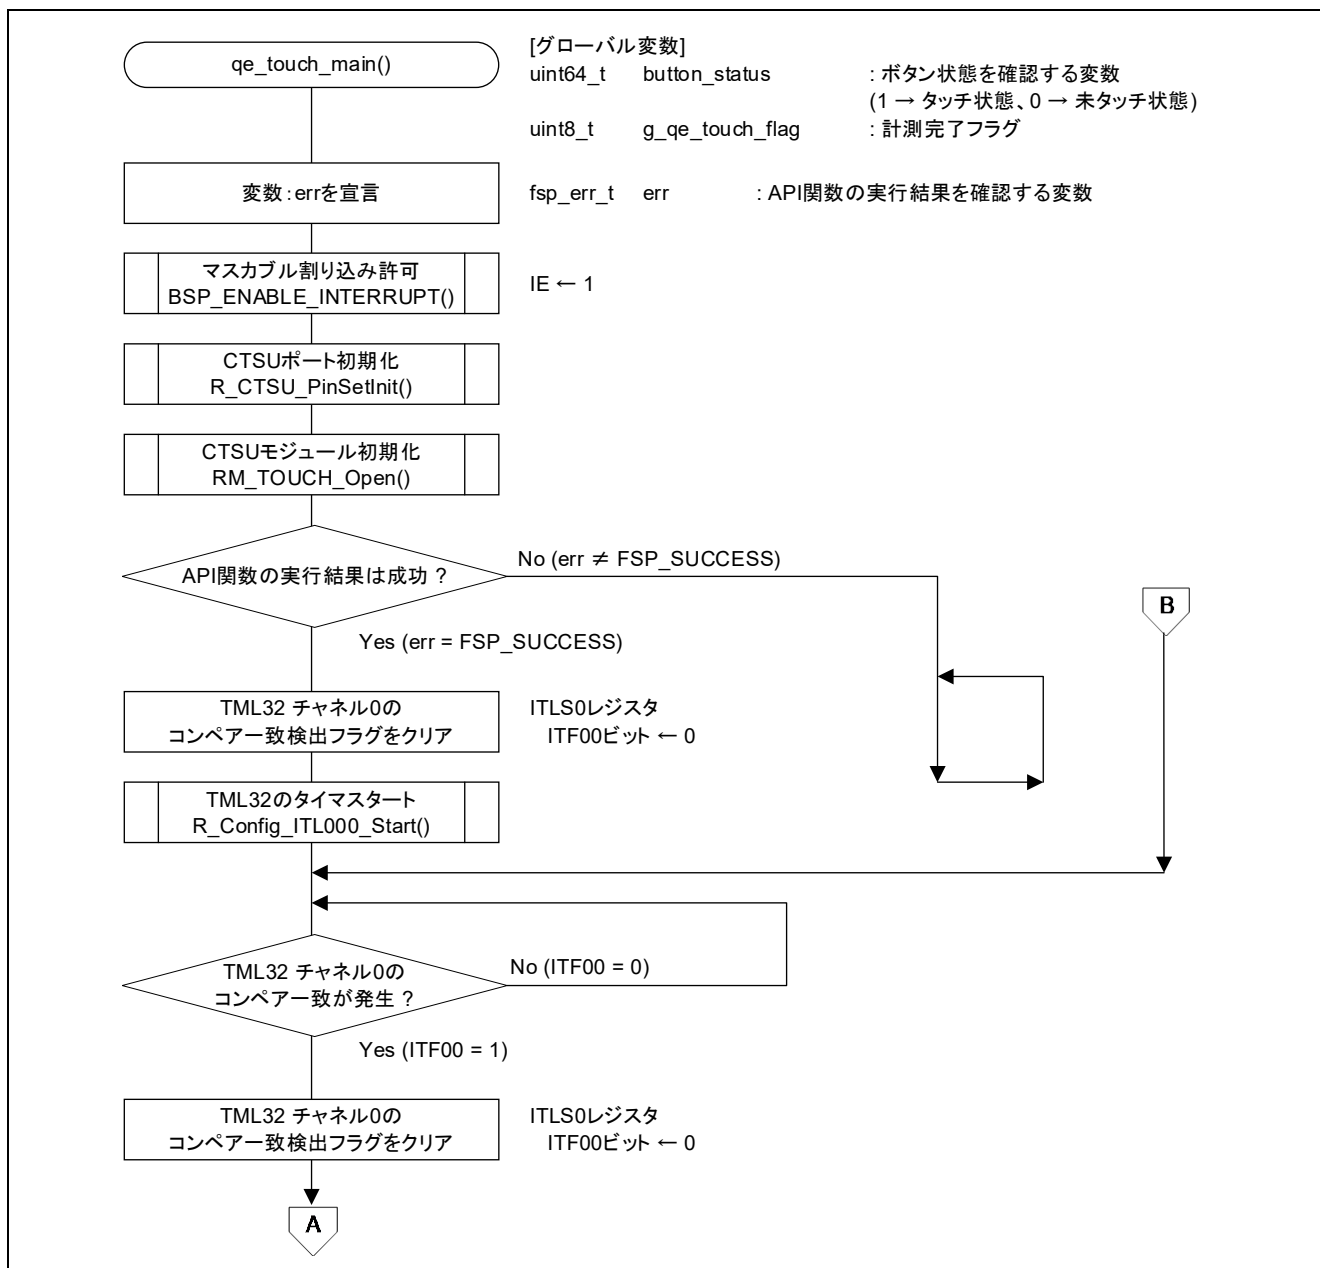 qe_touch_main()
[グローバル変数]
uint64_t button_status : ボタン状態を確認する変数
(1 → タッチ状態、0 → 未タッチ状態)
uint8_t g_qe_touch_flag : 計測完了フラグ
変数：errを宣言
fsp_err_t err : API関数の実行結果を確認する変数
マスカブル割り込み許可
BSP_ENABLE_INTERRUPT()
IE ← 1
CTSUポート初期化
R_CTSU_PinSetInit()
CTSUモジュール初期化
RM_TOUCH_Open()
API関数の実行結果は成功？
No (err ≠ FSP_SUCCESS)
B
Yes (err = FSP_SUCCESS)
TML32 チャネル0の
コンペアー致検出フラグをクリア
ITLS0レジスタ
ITF00ビット ← 0
TML32のタイマスタート
R_Config_ITL000_Start()
TML32 チャネル0の
コンペアー致が発生？
No (ITF00 = 0)
Yes (ITF00 = 1)
TML32 チャネル0の
コンペアー致検出フラグをクリア
ITLS0レジスタ
ITF00ビット ← 0
A